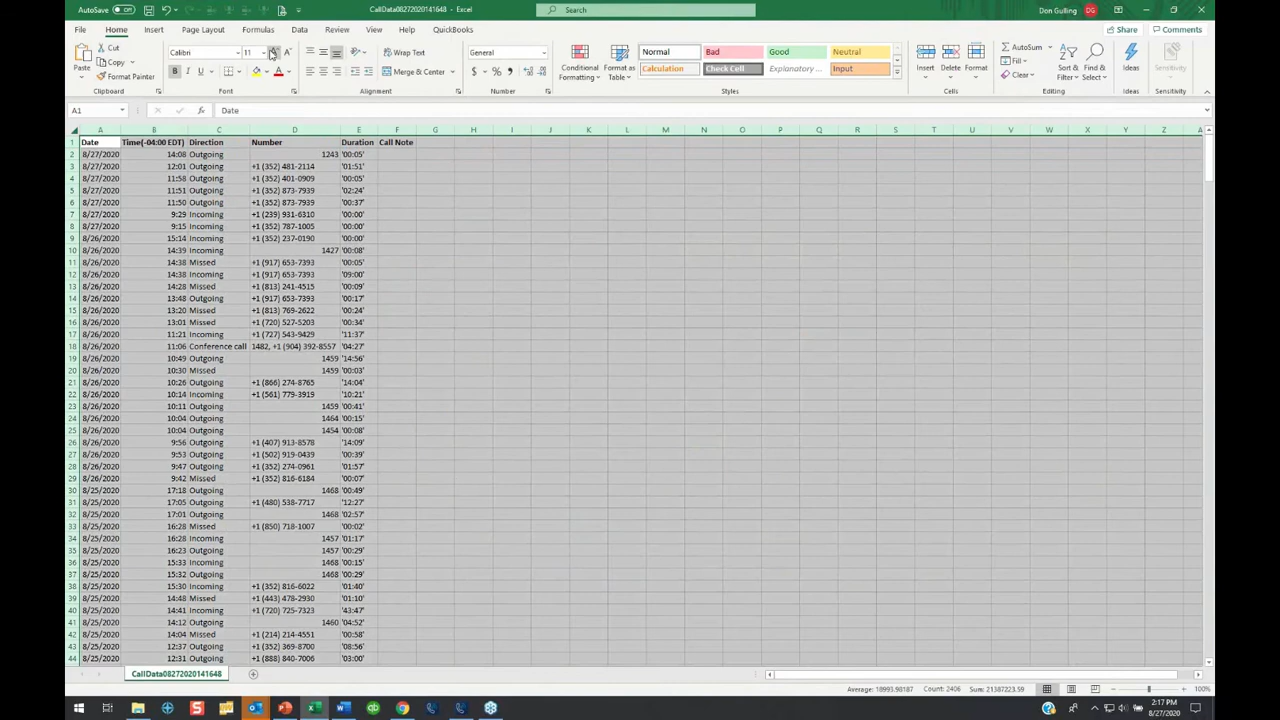 AutoSave Off CallData08272020141648 - Excel Search Don Gulling DG
File Home Insert Page Layout Formulas Data Review View Help QuickBooks Share Comments
Paste Cut Copy Format Painter Clipboard
Calibri 11 B I U Font
Wrap Text Merge & Center Alignment
General $ % Number
Conditional Formatting Format as Table
Normal Bad Good Neutral
Calculation Check Cell Explanatory ... Input
Styles
Insert Delete Format Cells
AutoSum Fill Clear Sort & Filter Find & Select Editing
Ideas Ideas
Sensitivity Sensitivity
A1 fx Date
A B C D E F G H I J K L M N O P Q R S T U V W X Y Z A
1 Date Time(-04:00 EDT) Direction Number Duration Call Note
2 8/27/2020 14:08 Outgoing 1243 '00:05'
3 8/27/2020 12:01 Outgoing +1 (352) 481-2114 '01:51'
4 8/27/2020 11:58 Outgoing +1 (352) 401-0909 '00:05'
5 8/27/2020 11:51 Outgoing +1 (352) 873-7939 '02:24'
6 8/27/2020 11:50 Outgoing +1 (352) 873-7939 '00:37'
7 8/27/2020 9:29 Incoming +1 (239) 931-6310 '00:00'
8 8/27/2020 9:15 Incoming +1 (352) 787-1005 '00:00'
9 8/26/2020 15:14 Incoming +1 (352) 237-0190 '00:00'
10 8/26/2020 14:39 Incoming 1427 '00:08'
11 8/26/2020 14:38 Missed +1 (917) 653-7393 '00:05'
12 8/26/2020 14:38 Incoming +1 (917) 653-7393 '09:00'
13 8/26/2020 14:28 Missed +1 (813) 241-4515 '00:09'
14 8/26/2020 13:48 Outgoing +1 (917) 653-7393 '00:17'
15 8/26/2020 13:20 Missed +1 (813) 769-2622 '00:24'
16 8/26/2020 13:01 Missed +1 (720) 527-5203 '00:34'
17 8/26/2020 11:21 Incoming +1 (727) 543-9429 '11:37'
18 8/26/2020 11:06 Conference call 1482, +1 (904) 392-8557 '04:27'
19 8/26/2020 10:49 Outgoing 1459 '14:56'
20 8/26/2020 10:30 Missed 1459 '00:03'
21 8/26/2020 10:26 Outgoing +1 (866) 274-8765 '14:04'
22 8/26/2020 10:14 Incoming +1 (561) 779-3919 '10:21'
23 8/26/2020 10:11 Outgoing 1459 '00:41'
24 8/26/2020 10:04 Outgoing 1464 '00:15'
25 8/26/2020 10:04 Outgoing 1454 '00:08'
26 8/26/2020 9:56 Outgoing +1 (407) 913-8578 '14:09'
27 8/26/2020 9:53 Outgoing +1 (502) 919-0439 '00:39'
28 8/26/2020 9:47 Outgoing +1 (352) 274-0961 '01:57'
29 8/26/2020 9:42 Missed +1 (352) 816-6184 '00:07'
30 8/25/2020 17:18 Outgoing 1468 '00:49'
31 8/25/2020 17:05 Outgoing +1 (480) 538-7717 '12:27'
32 8/25/2020 17:01 Outgoing 1468 '02:57'
33 8/25/2020 16:28 Missed +1 (850) 718-1007 '00:02'
34 8/25/2020 16:28 Incoming 1457 '01:17'
35 8/25/2020 16:23 Outgoing 1457 '00:29'
36 8/25/2020 15:33 Incoming 1468 '00:15'
37 8/25/2020 15:32 Outgoing 1468 '00:29'
38 8/25/2020 15:30 Incoming +1 (352) 816-6022 '01:40'
39 8/25/2020 14:48 Missed +1 (443) 478-2930 '01:10'
40 8/25/2020 14:41 Incoming +1 (720) 725-7323 '43:47'
41 8/25/2020 14:12 Outgoing 1460 '04:52'
42 8/25/2020 14:04 Missed +1 (214) 214-4551 '00:58'
43 8/25/2020 12:37 Outgoing +1 (352) 369-8700 '08:56'
44 8/25/2020 12:31 Outgoing +1 (888) 840-7006 '03:00'
CallData08272020141648
Average: 18993.98187 Count: 2406 Sum: 21387223.59 100%
2:17 PM
8/27/2020